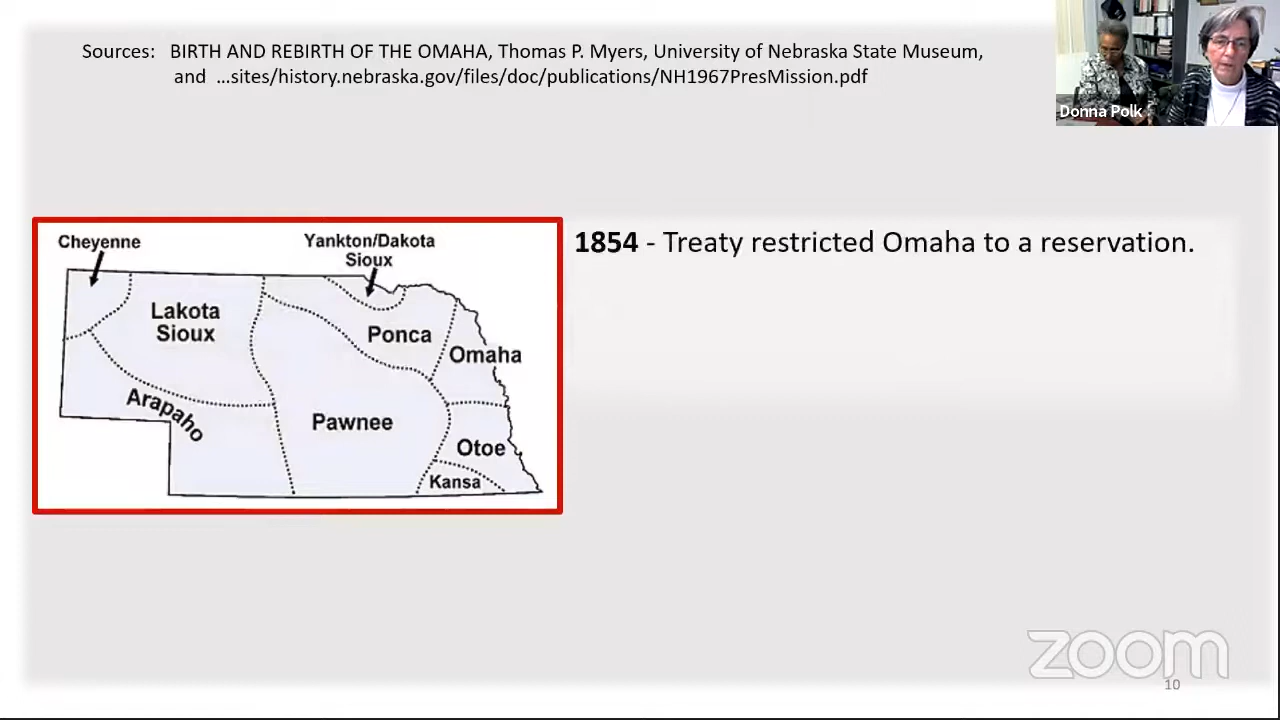 Sources: BIRTH AND REBIRTH OF THE OMAHA, Thomas P. Myers, University of Nebraska State Museum,
and ...sites/history.nebraska.gov/files/doc/publications/NH1967PresMission.pdf
Donna Polk
1854 - Treaty restricted Omaha to a reservation.
Cheyenne
Yankton/Dakota
Sioux
Lakota
Sioux
Ponca
Omaha
Arapaho
Pawnee
Otoe
Kansa
zoom
10